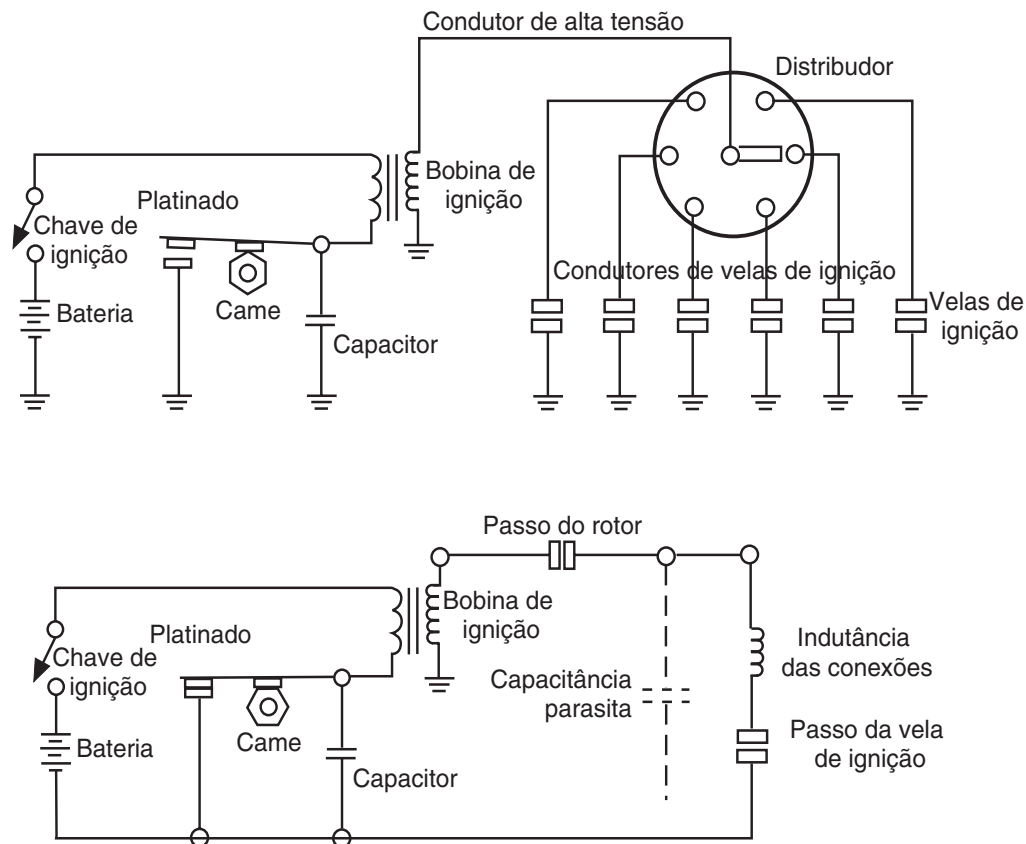 Condutor de alta tensão
Distribudor
Bobina de
ignição
Platinado
Chave de
ignição
Condutores de velas de ignição
Bateria
Came
Velas de
ignição
Capacitor
Passo do rotor
Bobina de
ignição
Platinado
Indutância
das conexões
Chave de
ignição
Capacitância
parasita
Bateria
Came
Passo da vela
de ignição
Capacitor